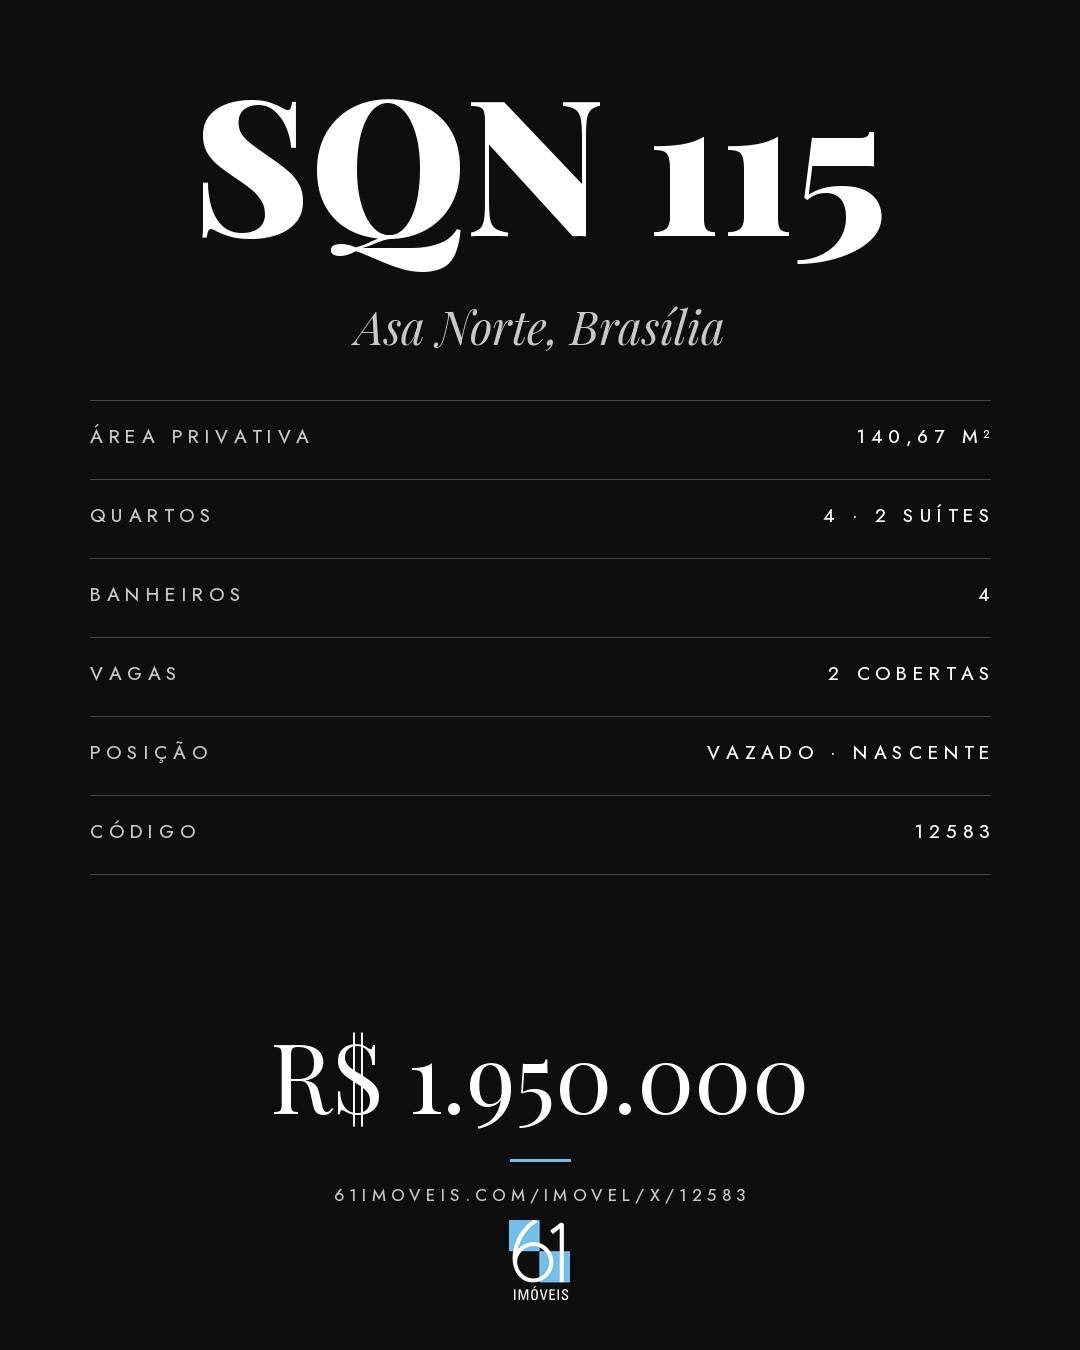 SQN 115
Asa Norte, Brasília
ÁREA PRIVATIVA 140,67 M²
QUARTOS 4 · 2 SUÍTES
BANHEIROS 4
VAGAS 2 COBERTAS
POSIÇÃO VAZADO · NASCENTE
CÓDIGO 12583
R$ 1.950.000
61IMOVEIS.COM/IMOVEL/X/12583
61
IMÓVEIS